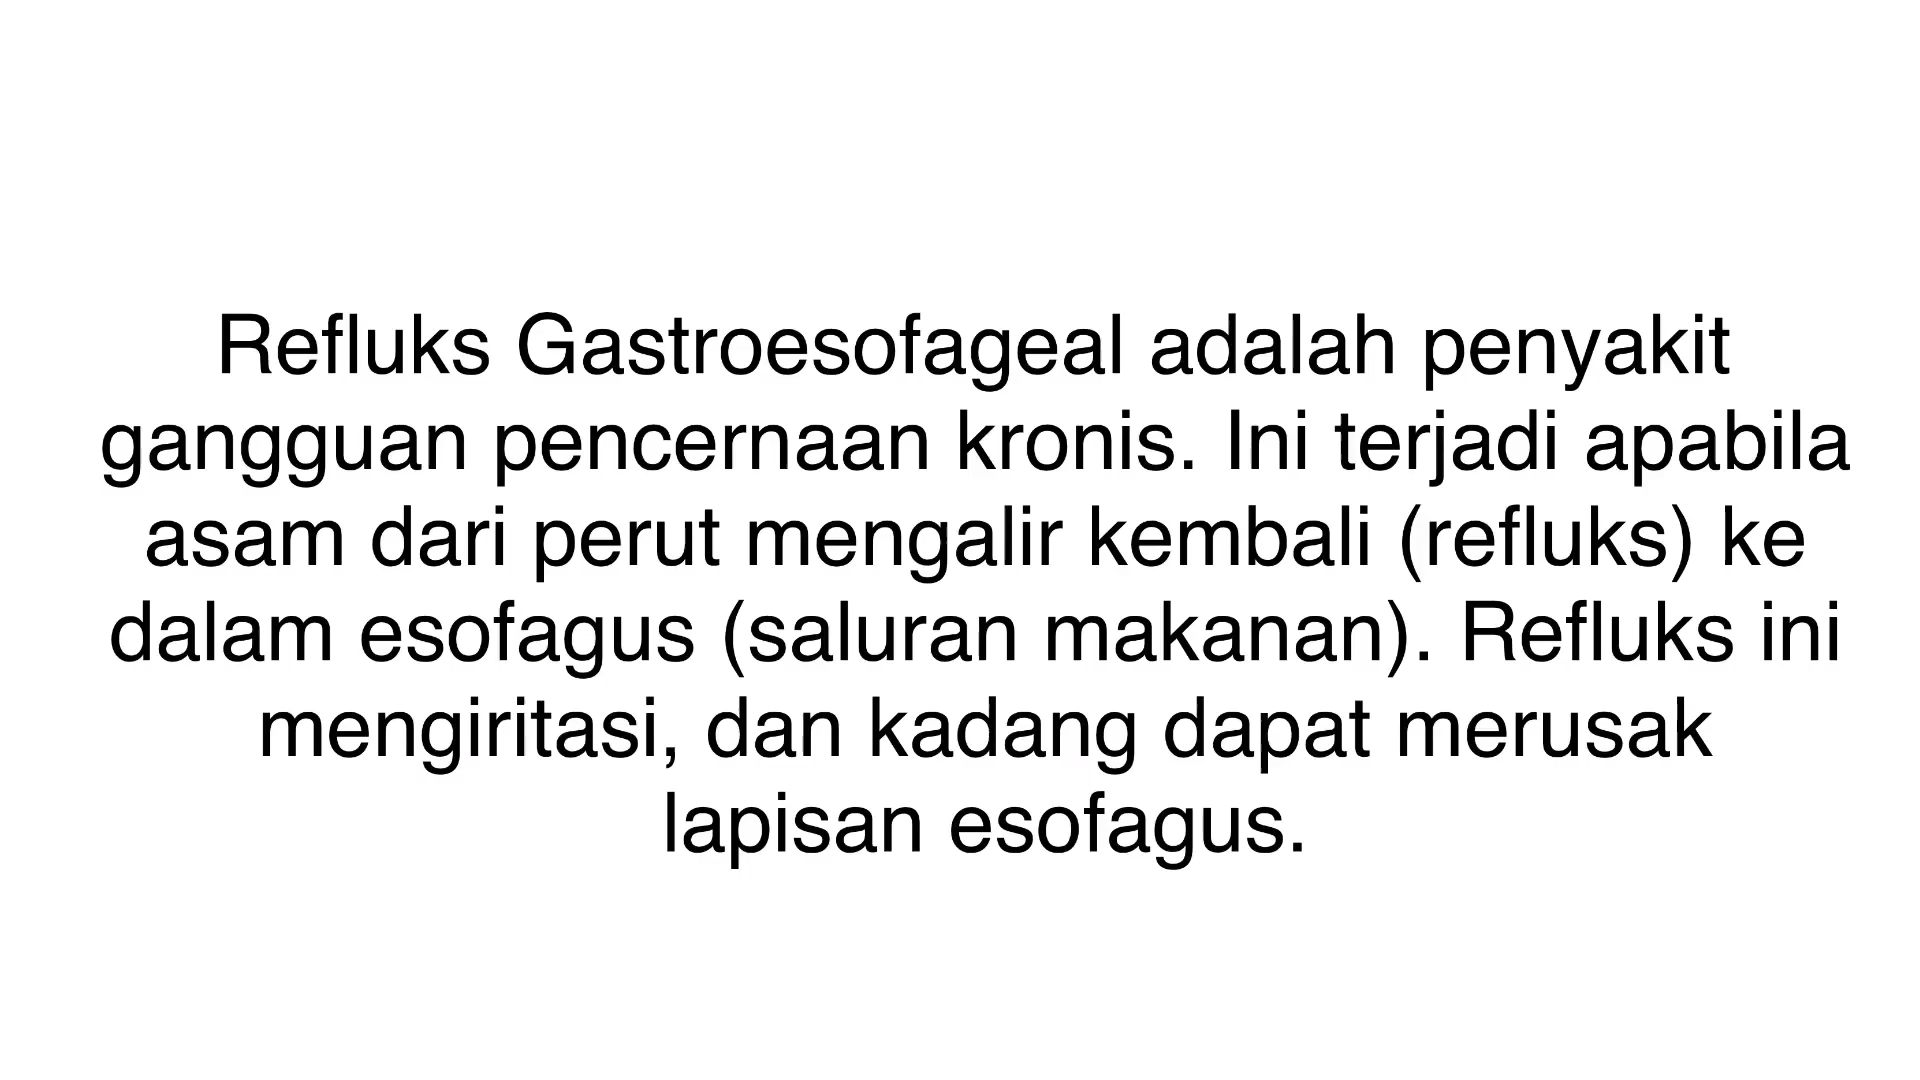 Refluks Gastroesofageal adalah penyakit
gangguan pencernaan kronis. Ini terjadi apabila
asam dari perut mengalir kembali (refluks) ke
dalam esofagus (saluran makanan). Refluks ini
mengiritasi, dan kadang dapat merusak
lapisan esofagus.